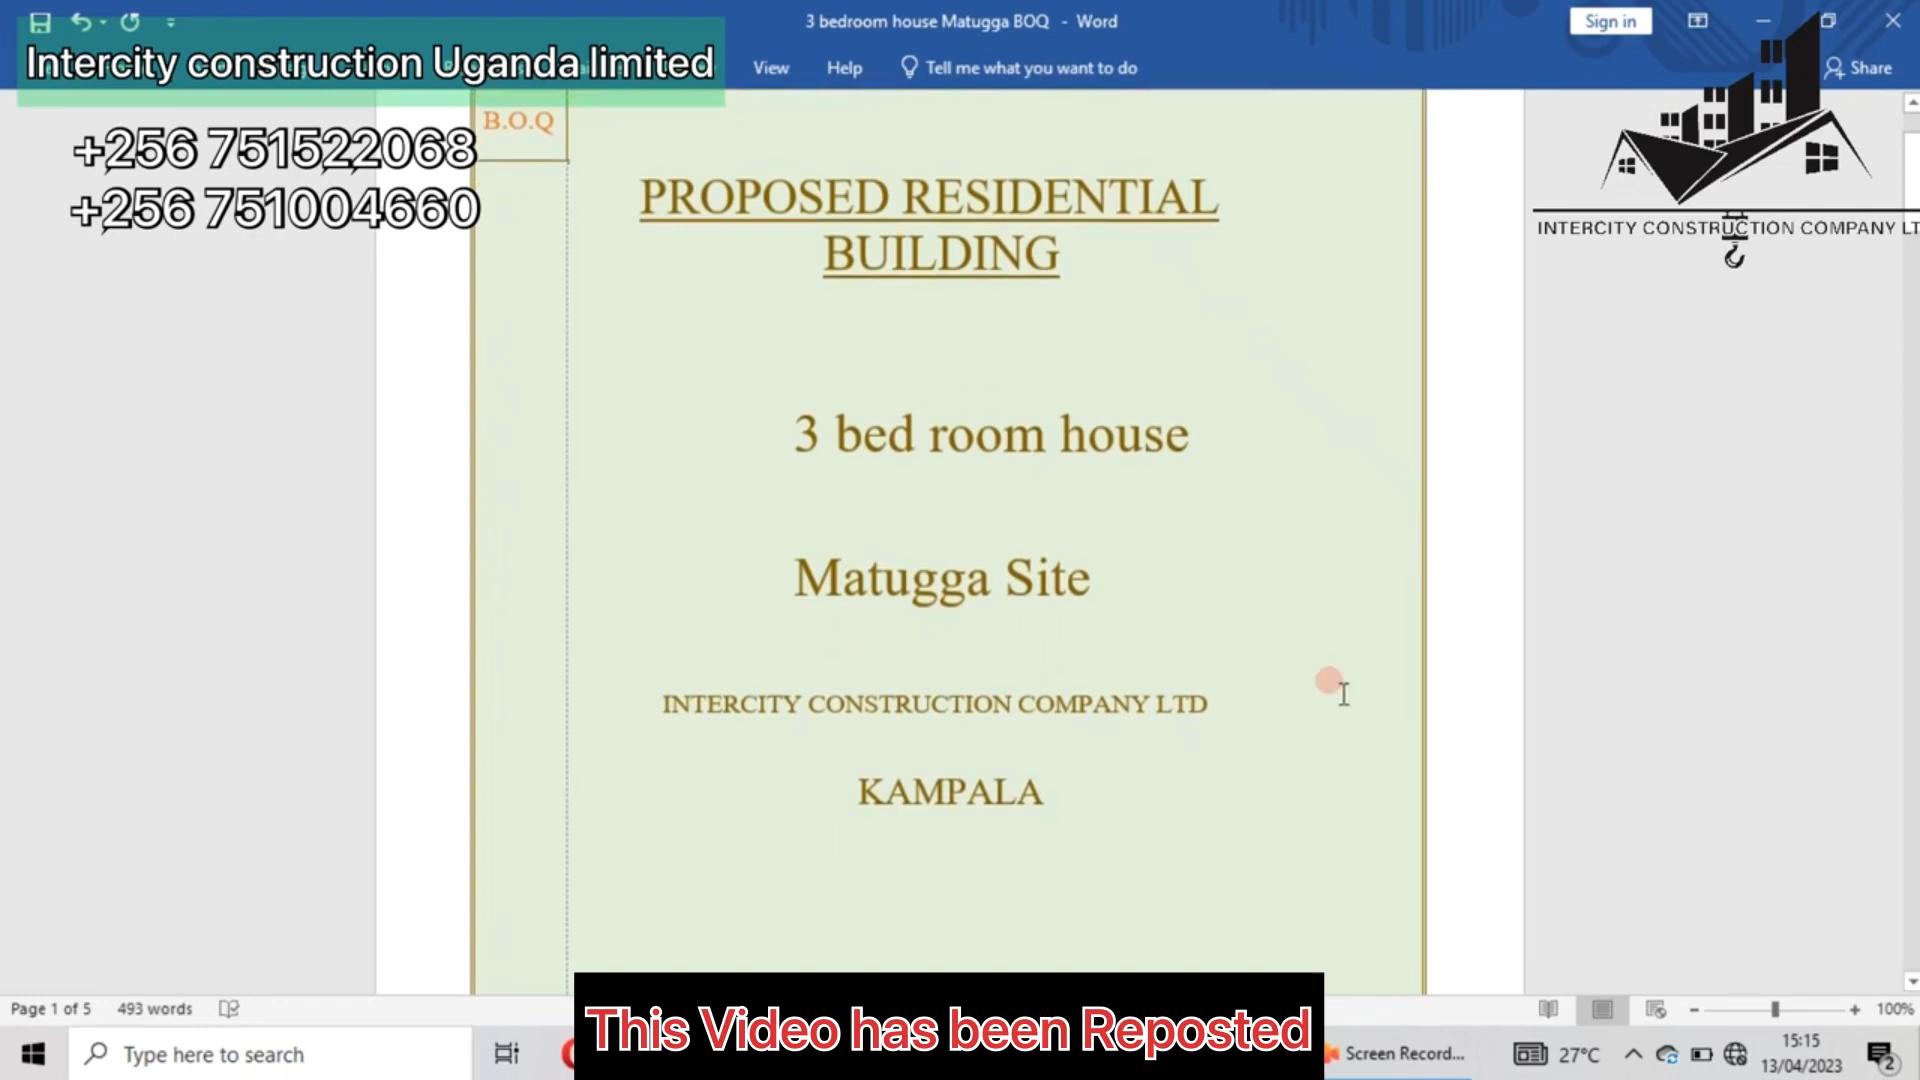 3 bedroom house Matugga BOQ - Word
Sign in
Intercity construction Uganda limited
View
Help
Tell me what you want to do
Share
B.O.Q
+256 751522068
+256 751004660
INTERCITY CONSTRUCTION COMPANY LT
PROPOSED RESIDENTIAL
BUILDING
3 bed room house
Matugga Site
INTERCITY CONSTRUCTION COMPANY LTD
KAMPALA
Page 1 of 5
493 words
100%
This Video has been Reposted
Type here to search
Screen Record...
27°C
15:15
13/04/2023
2